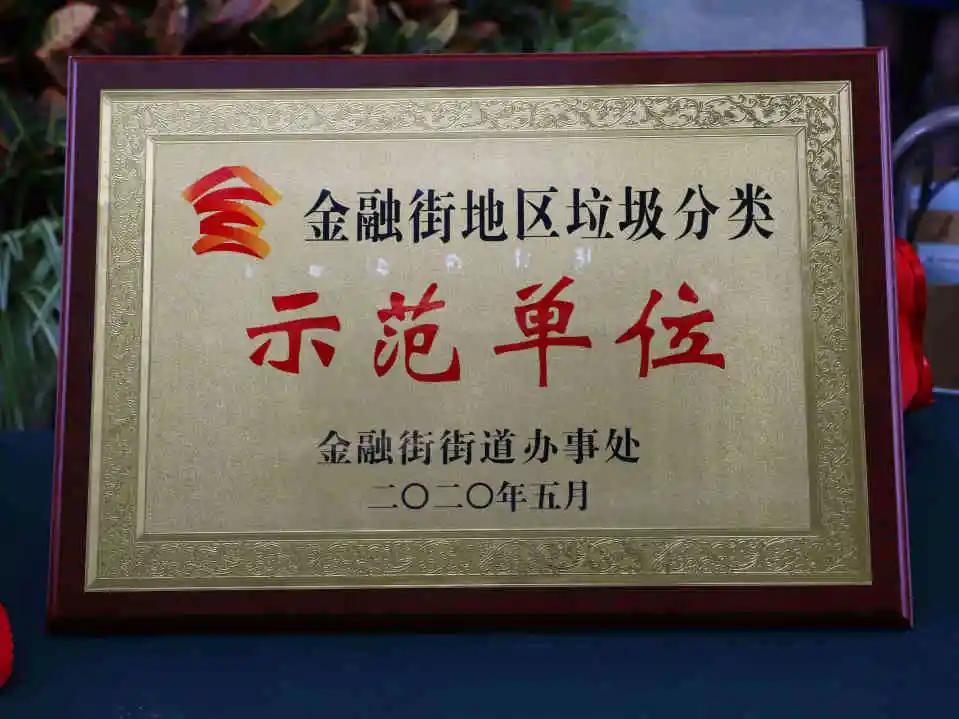 金融街地区垃圾分类
示范单位
金融街街道办事处
二〇二〇年五月